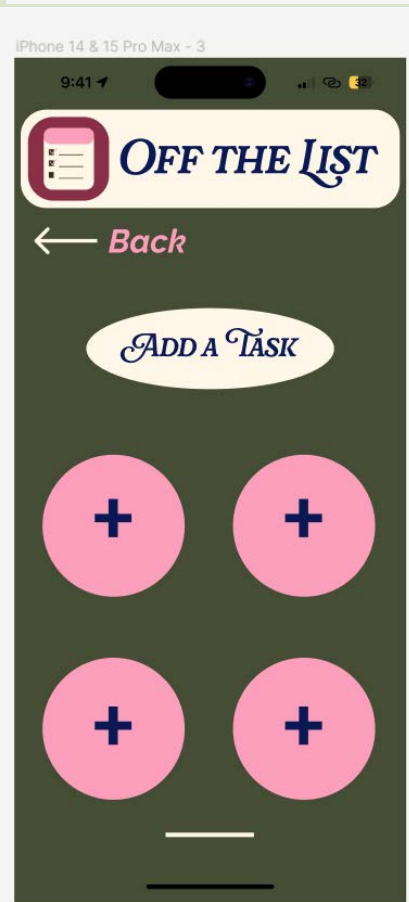 iPhone 14 & 15 Pro Max - 3
9:41
32
Off the List
Back
Add a Task
+ +
+ +